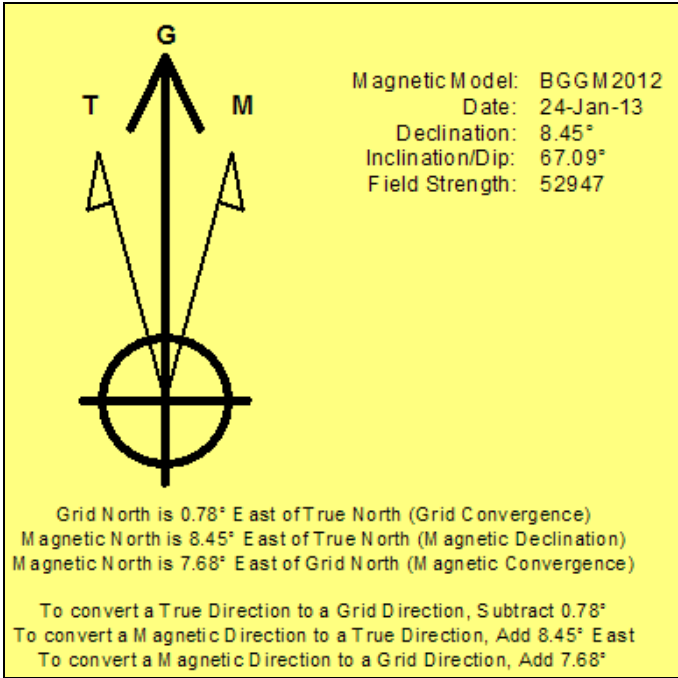 G
T
M
Magnetic Model: BGGM2012
Date: 24-Jan-13
Declination: 8.45°
Inclination/Dip: 67.09°
Field Strength: 52947
Grid North is 0.78° East of True North (Grid Convergence)
Magnetic North is 8.45° East of True North (Magnetic Declination)
Magnetic North is 7.68° East of Grid North (Magnetic Convergence)
To convert a True Direction to a Grid Direction, Subtract 0.78°
To convert a Magnetic Direction to a True Direction, Add 8.45° East
To convert a Magnetic Direction to a Grid Direction, Add 7.68°